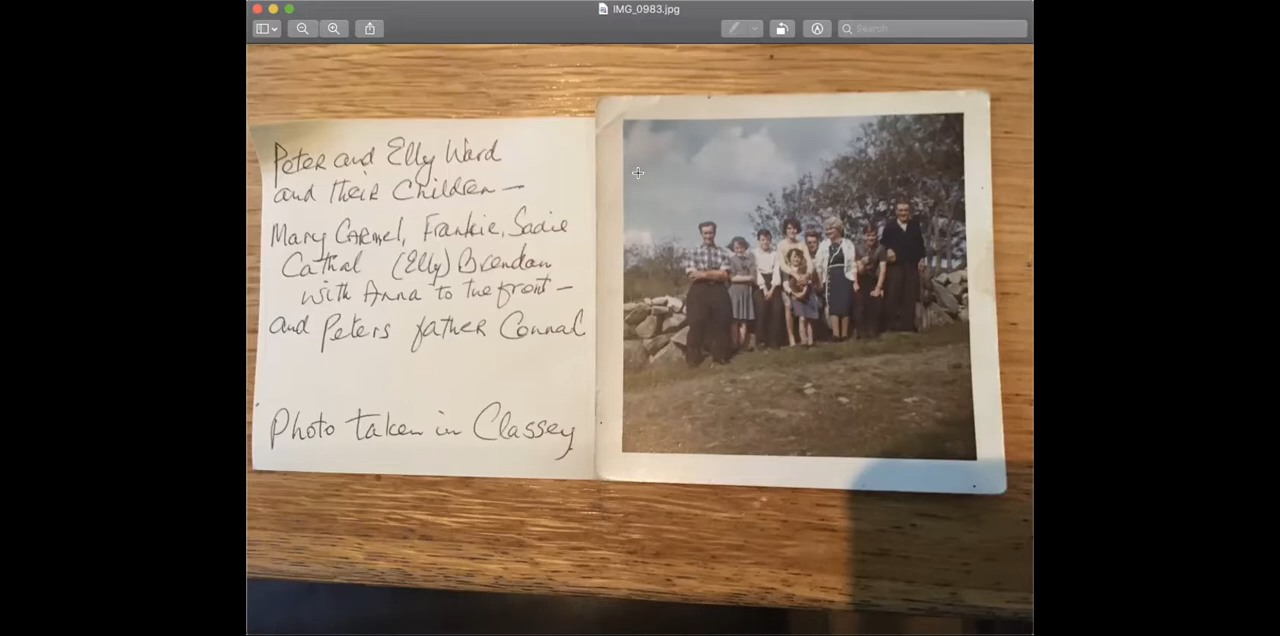 IMG_0983.jpg
Search
Peter and Elly Ward
and their Children —
Mary Carmel, Frankie, Sadie
Cathal (Elly) Brendan
with Anna to the front —
and Peters father Connal
Photo taken in Classey